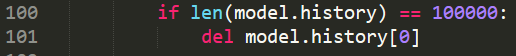 100 if len(model.history) == 100000:
101 del model.history[0]